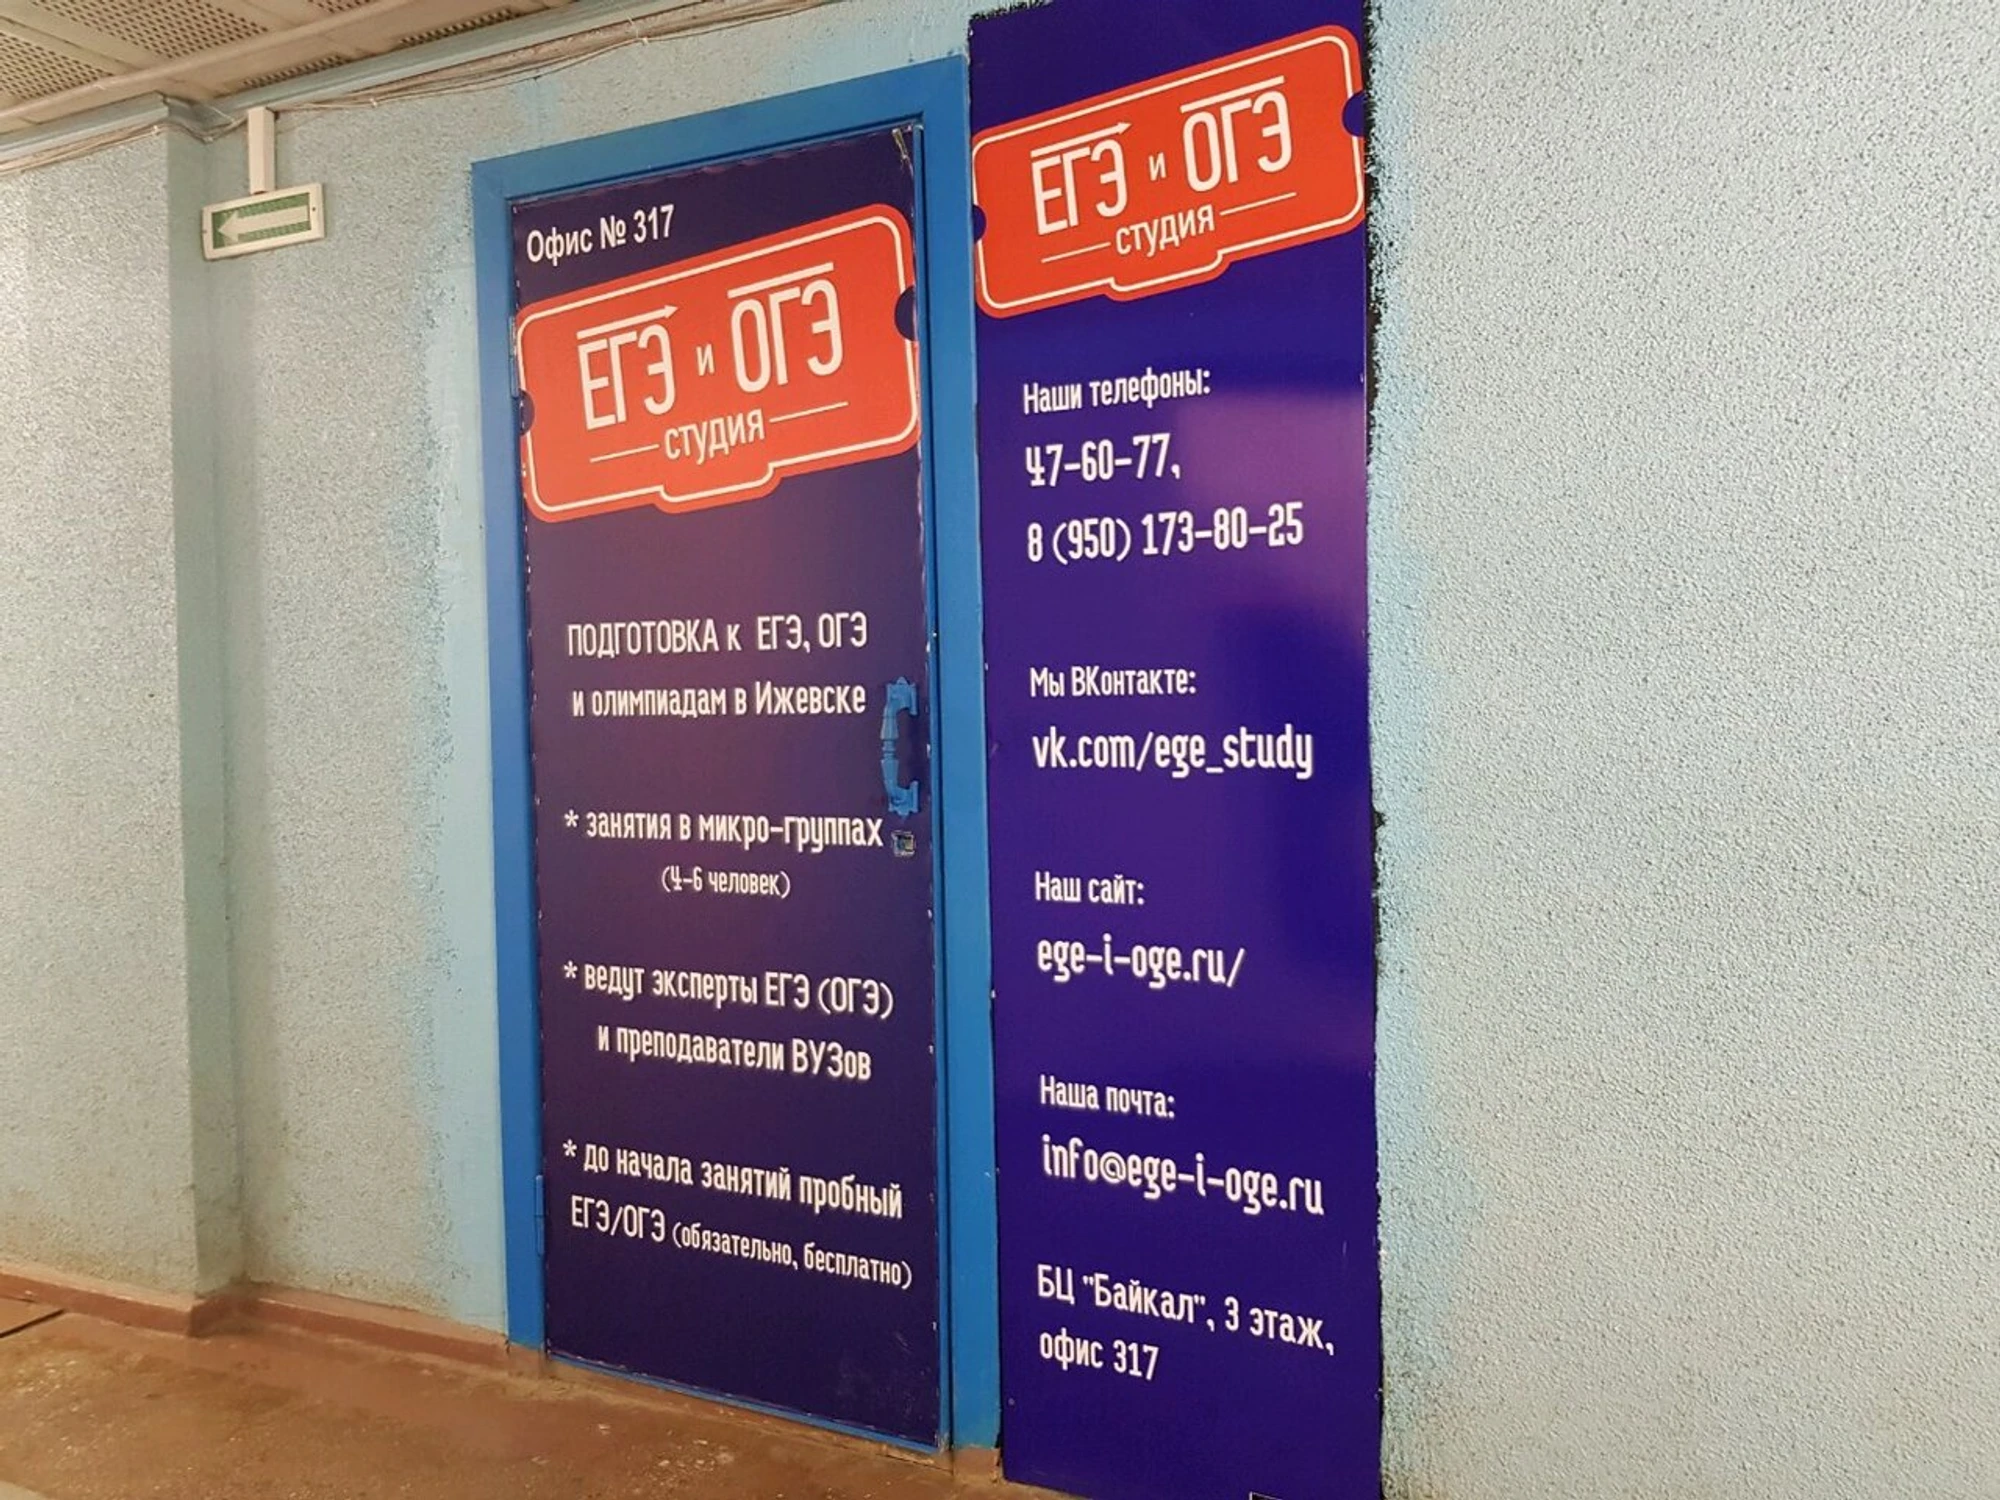 Офис № 317
ЕГЭ и ОГЭ
студия
ПОДГОТОВКА к ЕГЭ, ОГЭ
и олимпиадам в Ижевске
* занятия в микро-группах
(4-6 человек)
* ведут эксперты ЕГЭ (ОГЭ)
и преподаватели ВУЗов
* до начала занятий пробный
ЕГЭ/ОГЭ (обязательно, бесплатно)
ЕГЭ и ОГЭ
студия
Наши телефоны:
47-60-77,
8 (950) 173-80-25
Мы ВКонтакте:
vk.com/ege_study
Наш сайт:
ege-i-oge.ru/
Наша почта:
info@ege-i-oge.ru
БЦ "Байкал", 3 этаж,
офис 317